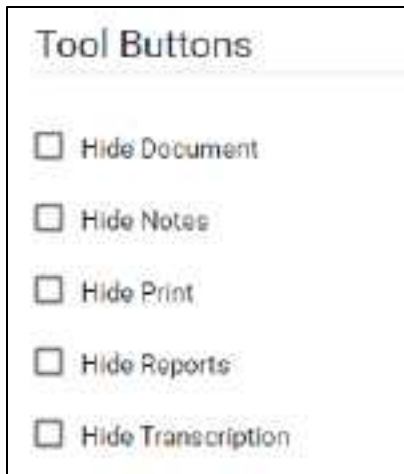 Tool Buttons
Hide Document
Hide Notes
Hide Print
Hide Reports
Hide Transcription